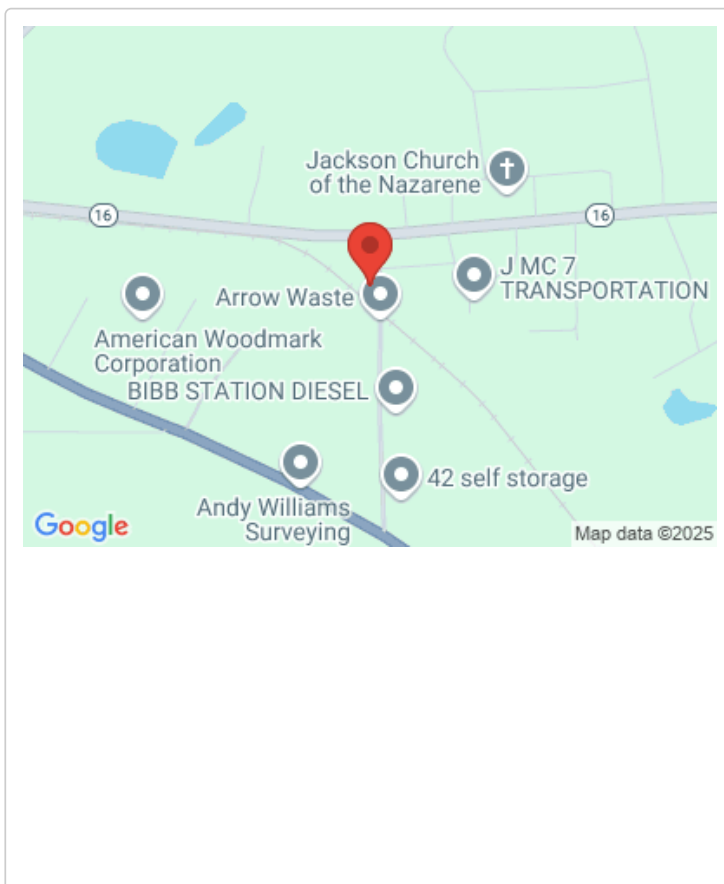 Jackson Church
of the Nazarene
16
16
J MC 7
TRANSPORTATION
Arrow Waste
American Woodmark
Corporation
BIBB STATION DIESEL
42 self storage
Andy Williams
Surveying
Google
Map data ©2025